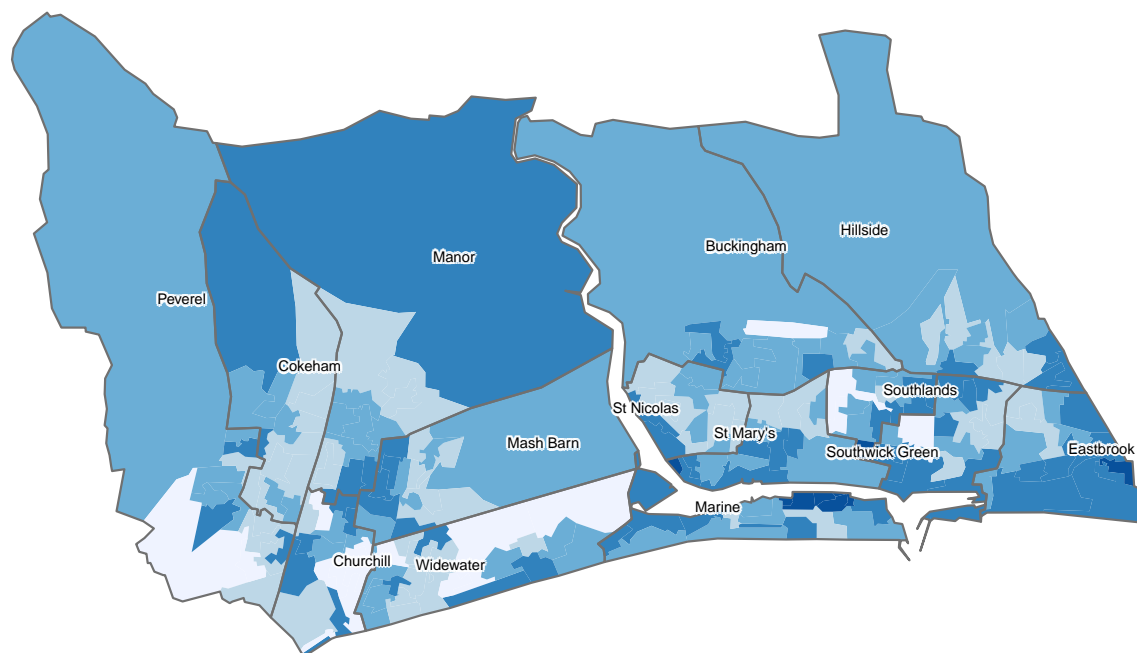 Hillside
Buckingham
Manor
Peverel
Cokeham
Southlands
St Nicolas
St Mary's
Mash Barn
Southwick Green
Eastbrook
Marine
Churchill
Widewater